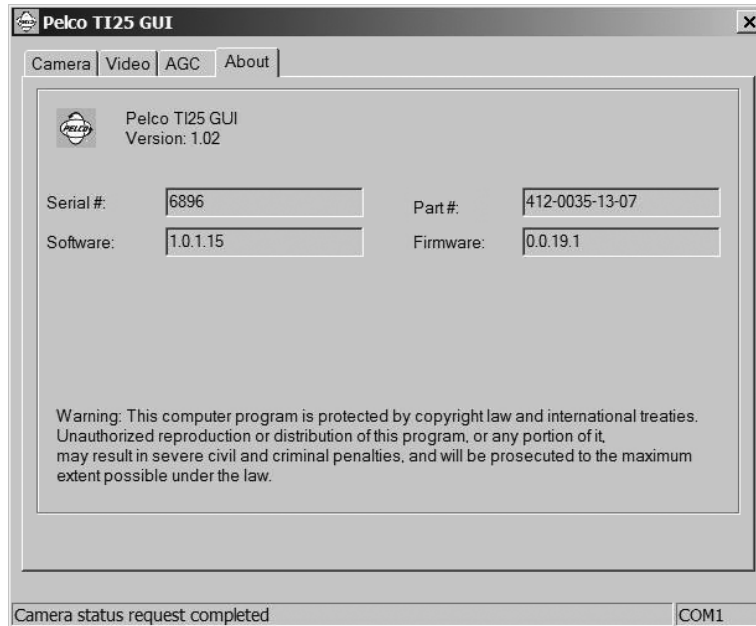 Pelco TI25 GUI
Camera Video AGC About
PELCO
Pelco TI25 GUI
Version: 1.02
Serial #: 6896 Part #: 412-0035-13-07
Software: 1.0.1.15 Firmware: 0.0.19.1
Warning: This computer program is protected by copyright law and international treaties.
Unauthorized reproduction or distribution of this program, or any portion of it,
may result in severe civil and criminal penalties, and will be prosecuted to the maximum
extent possible under the law.
Camera status request completed COM1